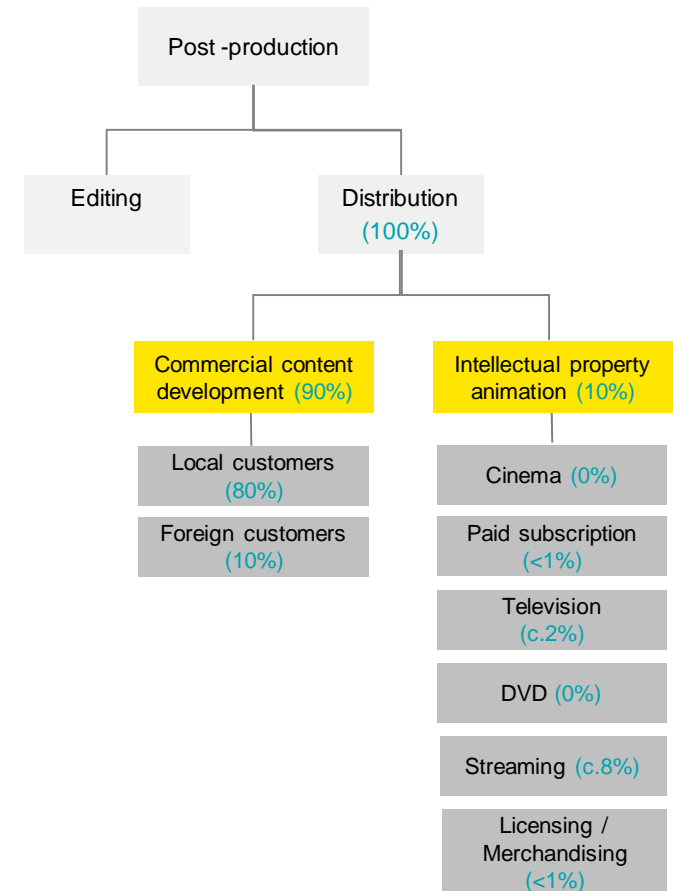 Post -production
Editing
Distribution
(100%)
Commercial content
development (90%)
Intellectual property
animation (10%)
Local customers
(80%)
Foreign customers
(10%)
Cinema (0%)
Paid subscription
(<1%)
Television
(c.2%)
DVD (0%)
Streaming (c.8%)
Licensing /
Merchandising
(<1%)